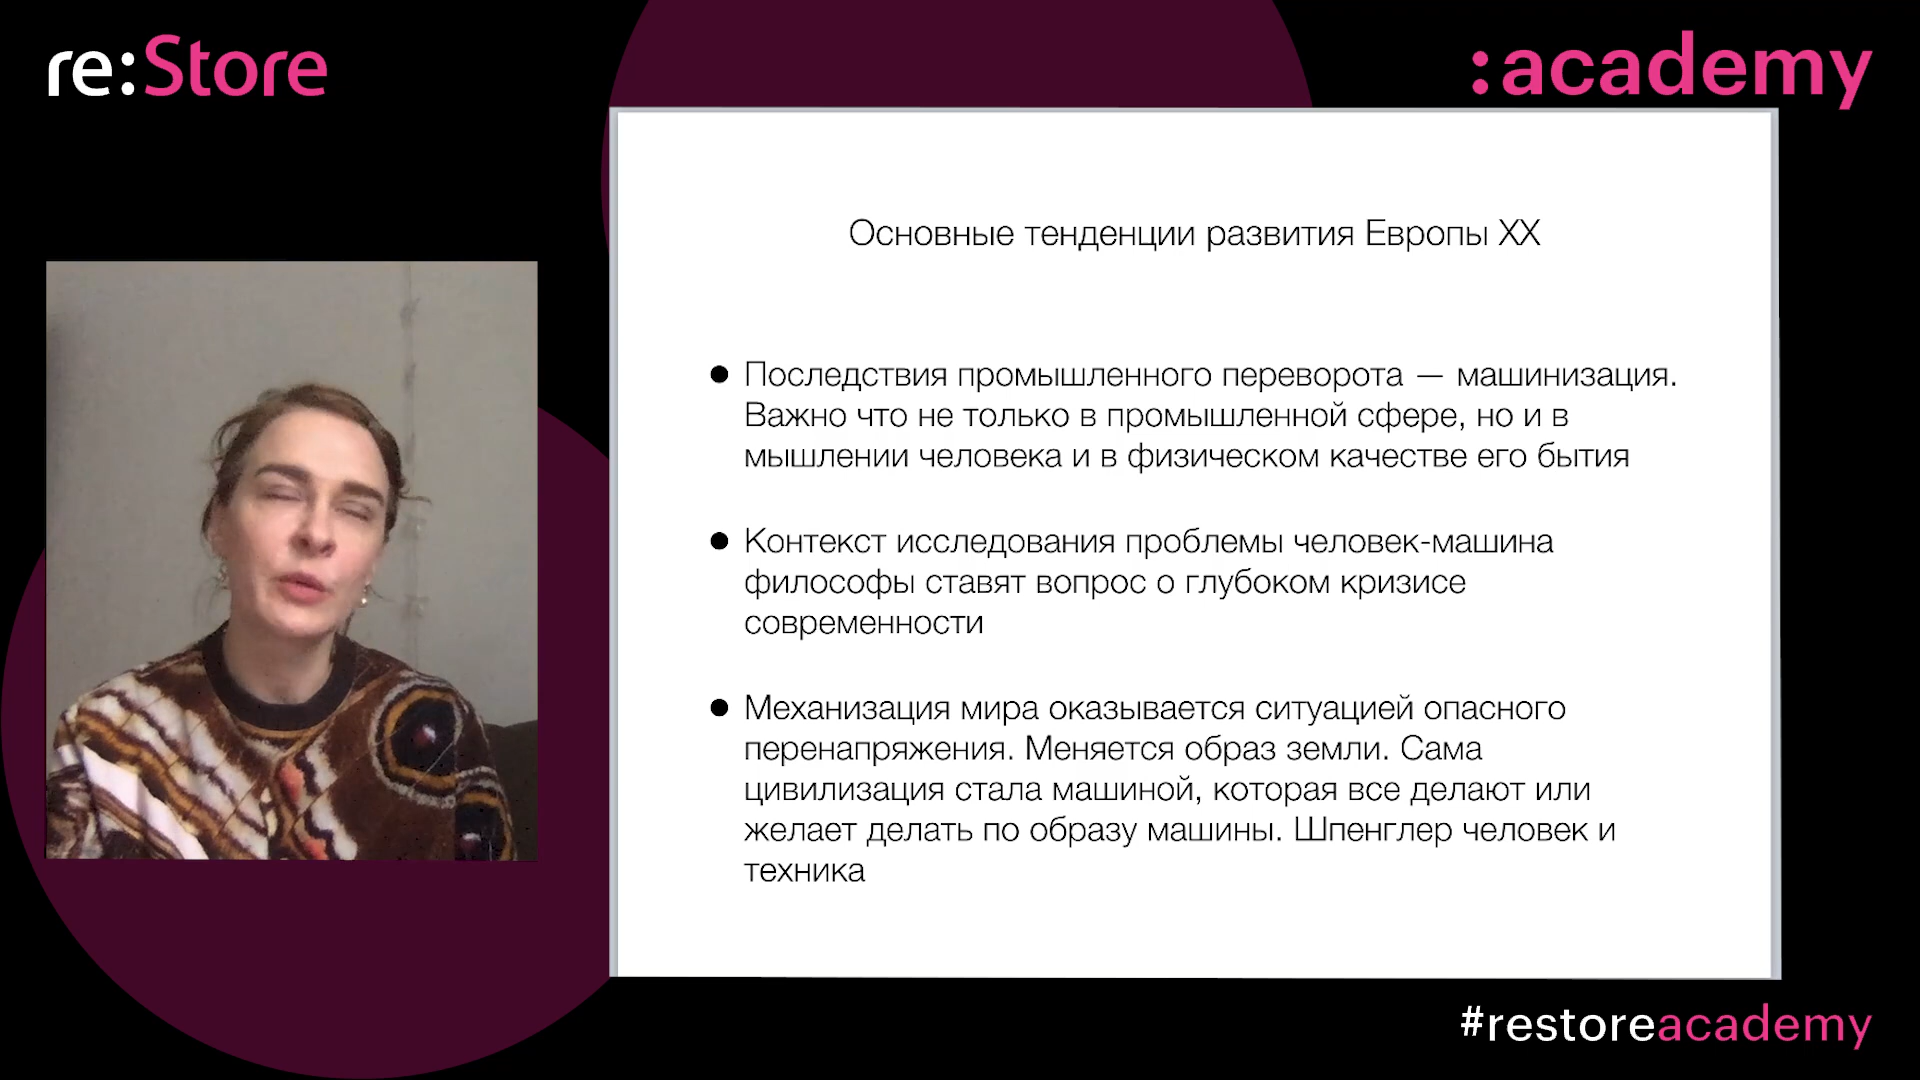 re:Store
:academy
Основные тенденции развития Европы XX
● Последствия промышленного переворота — машинизация.
Важно что не только в промышленной сфере, но и в
мышлении человека и в физическом качестве его бытия
● Контекст исследования проблемы человек-машина
философы ставят вопрос о глубоком кризисе
современности
● Механизация мира оказывается ситуацией опасного
перенапряжения. Меняется образ земли. Сама
цивилизация стала машиной, которая все делают или
желает делать по образу машины. Шпенглер человек и
техника
#restoreacademy